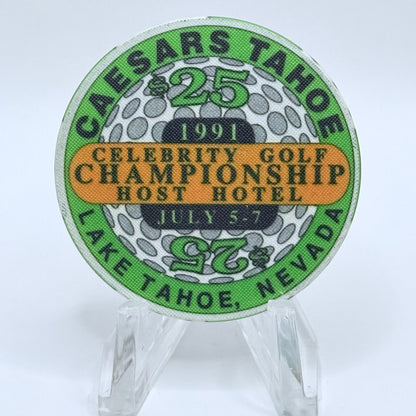 CAESARS TAHOE
$25
1991
CELEBRITY GOLF
CHAMPIONSHIP
HOST HOTEL
JULY 5-7
$25
LAKE TAHOE, NEVADA